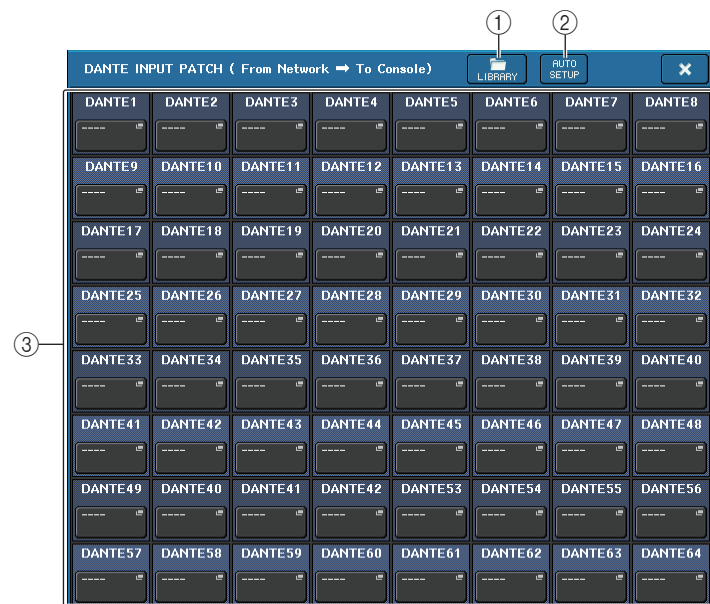 ① ②
DANTE INPUT PATCH ( From Network ➡ To Console) LIBRARY AUTO SETUP ×
DANTE1 DANTE2 DANTE3 DANTE4 DANTE5 DANTE6 DANTE7 DANTE8
---- ---- ---- ---- ---- ---- ---- ----
DANTE9 DANTE10 DANTE11 DANTE12 DANTE13 DANTE14 DANTE15 DANTE16
---- ---- ---- ---- ---- ---- ---- ----
DANTE17 DANTE18 DANTE19 DANTE20 DANTE21 DANTE22 DANTE23 DANTE24
---- ---- ---- ---- ---- ---- ---- ----
DANTE25 DANTE26 DANTE27 DANTE28 DANTE29 DANTE30 DANTE31 DANTE32
---- ---- ---- ---- ---- ---- ---- ----
③
DANTE33 DANTE34 DANTE35 DANTE36 DANTE37 DANTE38 DANTE39 DANTE40
---- ---- ---- ---- ---- ---- ---- ----
DANTE41 DANTE42 DANTE43 DANTE44 DANTE45 DANTE46 DANTE47 DANTE48
---- ---- ---- ---- ---- ---- ---- ----
DANTE49 DANTE40 DANTE41 DANTE42 DANTE53 DANTE54 DANTE55 DANTE56
---- ---- ---- ---- ---- ---- ---- ----
DANTE57 DANTE58 DANTE59 DANTE60 DANTE61 DANTE62 DANTE63 DANTE64
---- ---- ---- ---- ---- ---- ---- ----